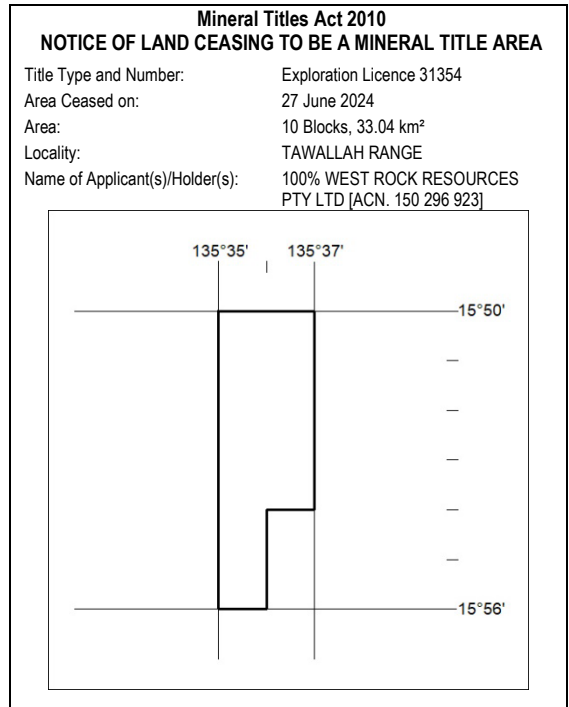 Mineral Titles Act 2010
NOTICE OF LAND CEASING TO BE A MINERAL TITLE AREA
Title Type and Number: Exploration Licence 31354
Area Ceased on: 27 June 2024
Area: 10 Blocks, 33.04 km²
Locality: TAWALLAH RANGE
Name of Applicant(s)/Holder(s): 100% WEST ROCK RESOURCES
PTY LTD [ACN. 150 296 923]
135°35' 135°37'
15°50'
15°56'